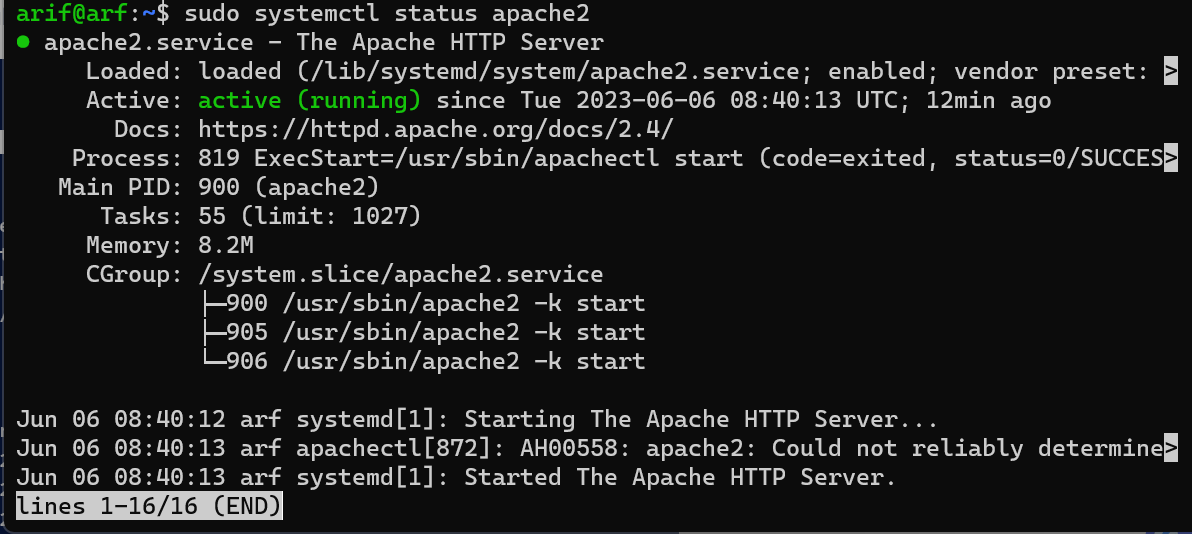 arif@arf:~$ sudo systemctl status apache2
● apache2.service - The Apache HTTP Server
     Loaded: loaded (/lib/systemd/system/apache2.service; enabled; vendor preset: >
     Active: active (running) since Tue 2023-06-06 08:40:13 UTC; 12min ago
       Docs: https://httpd.apache.org/docs/2.4/
    Process: 819 ExecStart=/usr/sbin/apachectl start (code=exited, status=0/SUCCES>
   Main PID: 900 (apache2)
      Tasks: 55 (limit: 1027)
     Memory: 8.2M
     CGroup: /system.slice/apache2.service
             ├─900 /usr/sbin/apache2 -k start
             ├─905 /usr/sbin/apache2 -k start
             └─906 /usr/sbin/apache2 -k start

Jun 06 08:40:12 arf systemd[1]: Starting The Apache HTTP Server...
Jun 06 08:40:13 arf apachectl[872]: AH00558: apache2: Could not reliably determine>
Jun 06 08:40:13 arf systemd[1]: Started The Apache HTTP Server.
lines 1-16/16 (END)